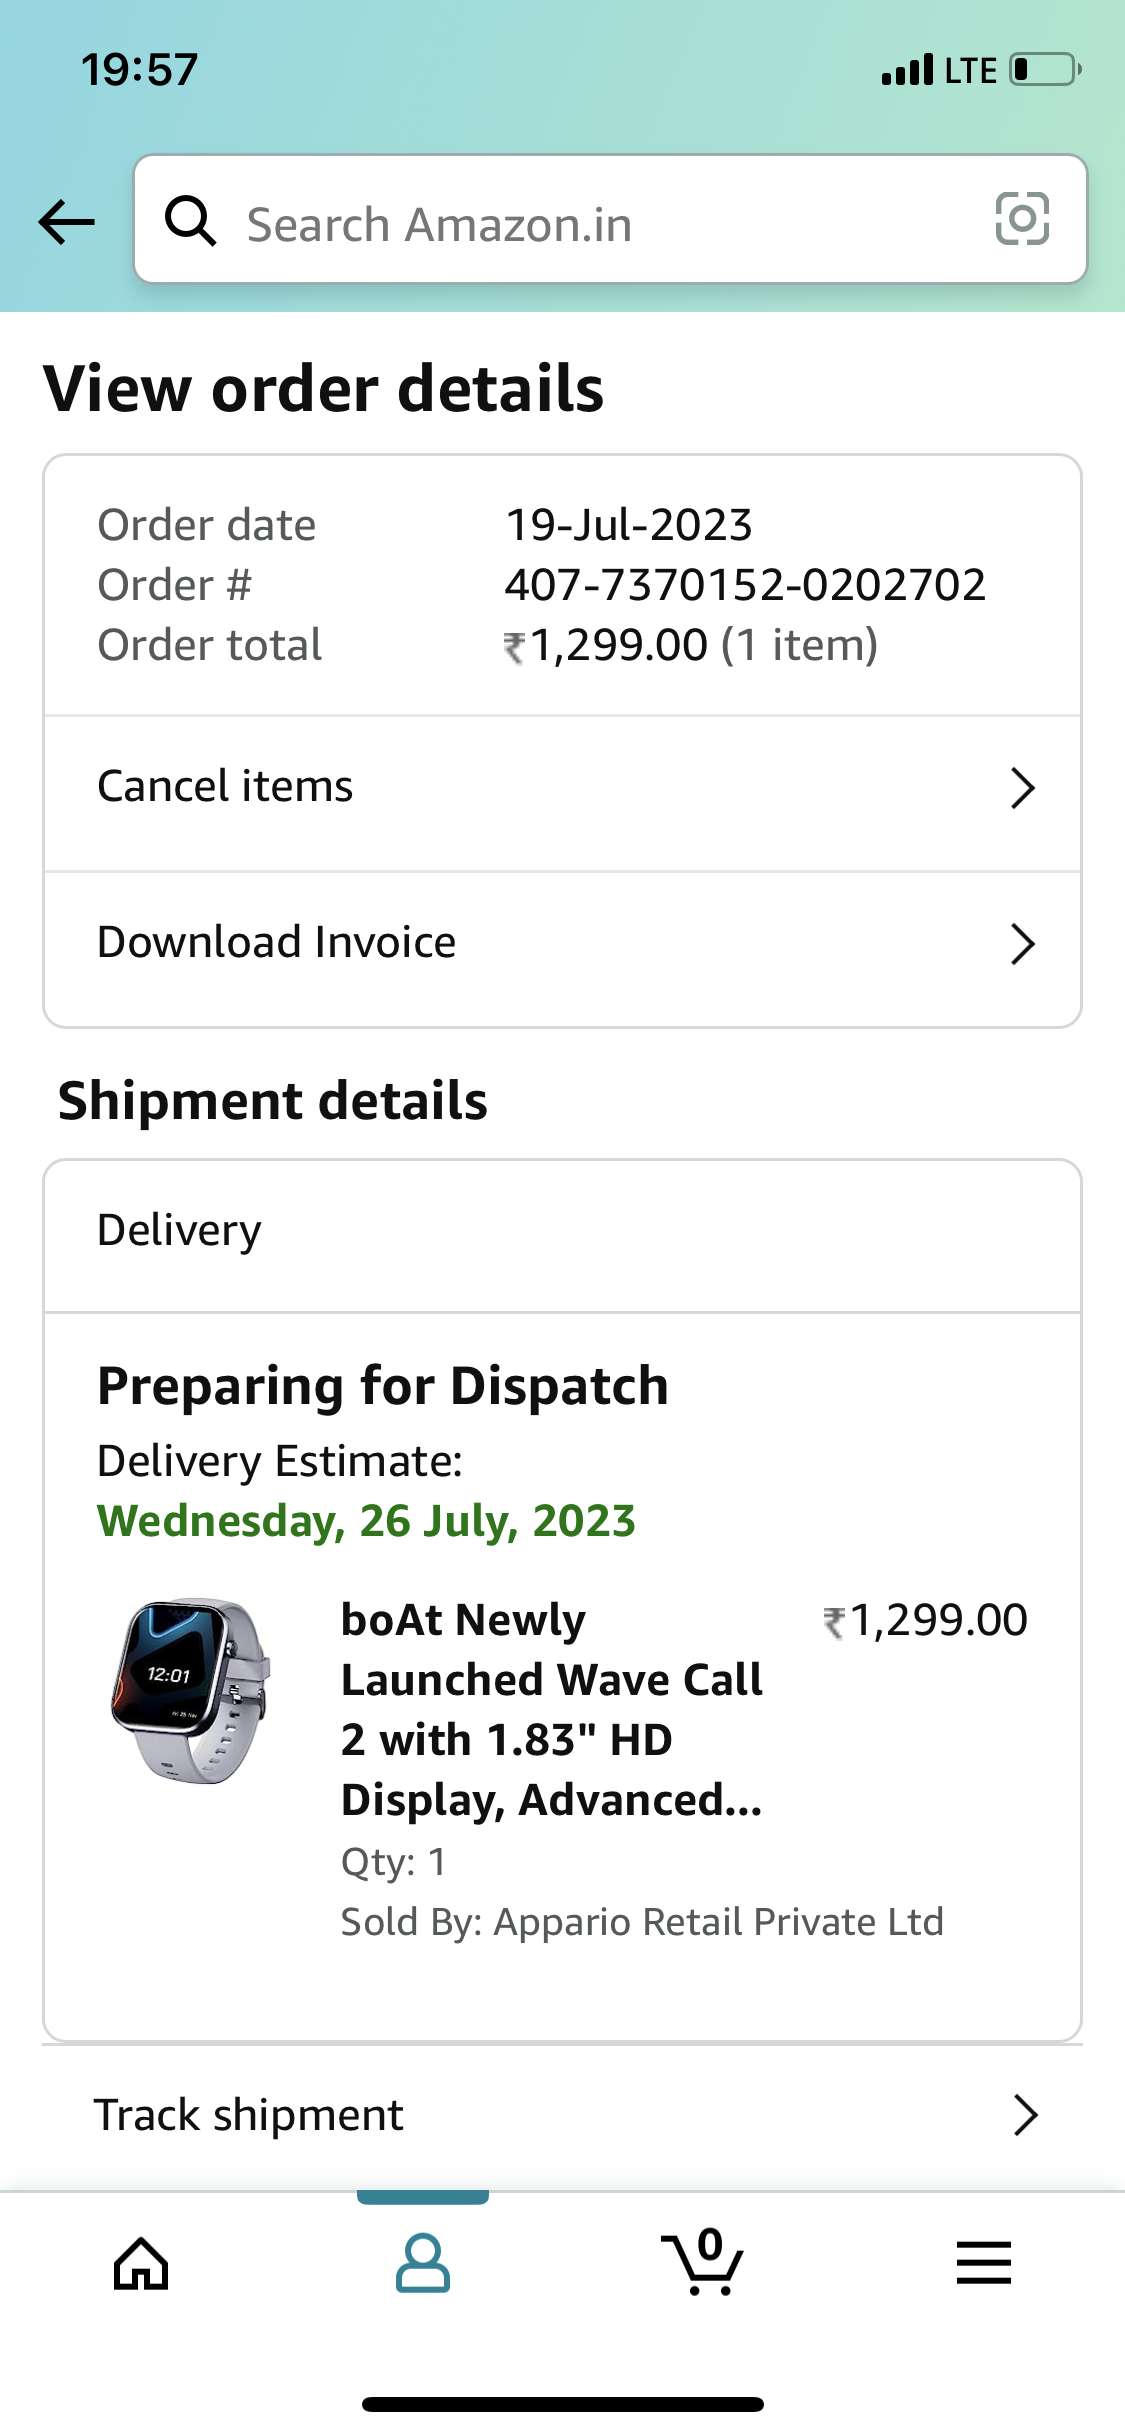 19:57 LTE
Search Amazon.in
View order details
Order date 19-Jul-2023
Order # 407-7370152-0202702
Order total ₹1,299.00 (1 item)
Cancel items
Download Invoice
Shipment details
Delivery
Preparing for Dispatch
Delivery Estimate:
Wednesday, 26 July, 2023
12:01
boAt Newly ₹1,299.00
Launched Wave Call
2 with 1.83" HD
Display, Advanced...
Qty: 1
Sold By: Appario Retail Private Ltd
Track shipment
0